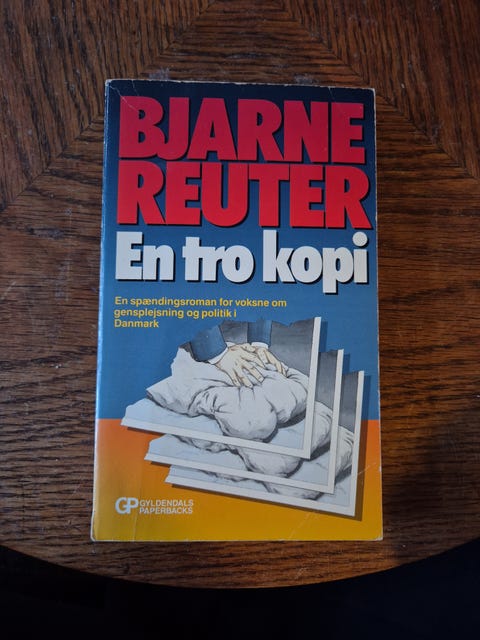 BJARNE
REUTER
En tro kopi
En spændingsroman for voksne om
gensplejsning og politik i
Danmark
GP GYLDENDALS
PAPERBACKS